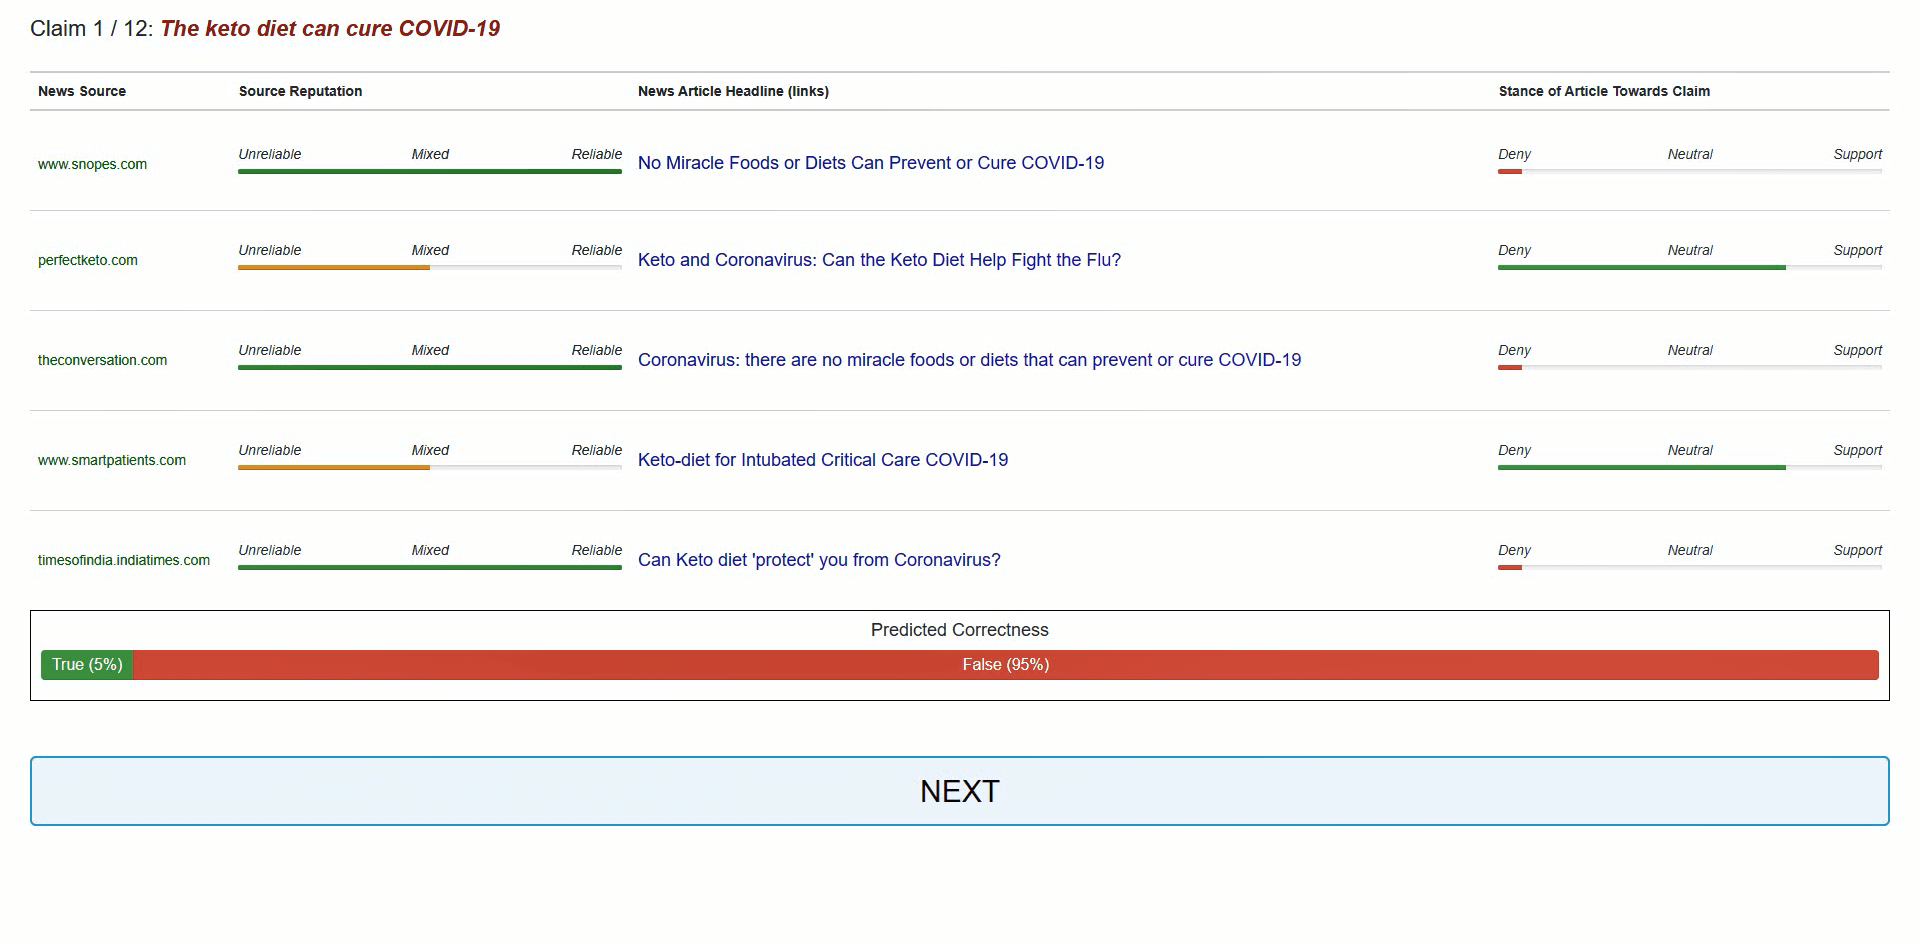 Claim 1 / 12: The keto diet can cure COVID-19
News Source Source Reputation News Article Headline (links) Stance of Article Towards Claim
Unreliable Mixed Reliable Deny Neutral Support
www.snopes.com No Miracle Foods or Diets Can Prevent or Cure COVID-19
Unreliable Mixed Reliable Deny Neutral Support
perfectketo.com Keto and Coronavirus: Can the Keto Diet Help Fight the Flu?
Unreliable Mixed Reliable Deny Neutral Support
theconversation.com Coronavirus: there are no miracle foods or diets that can prevent or cure COVID-19
Unreliable Mixed Reliable Deny Neutral Support
www.smartpatients.com Keto-diet for Intubated Critical Care COVID-19
Unreliable Mixed Reliable Deny Neutral Support
timesofindia.indiatimes.com Can Keto diet 'protect' you from Coronavirus?
Predicted Correctness
True (5%) False (95%)
NEXT